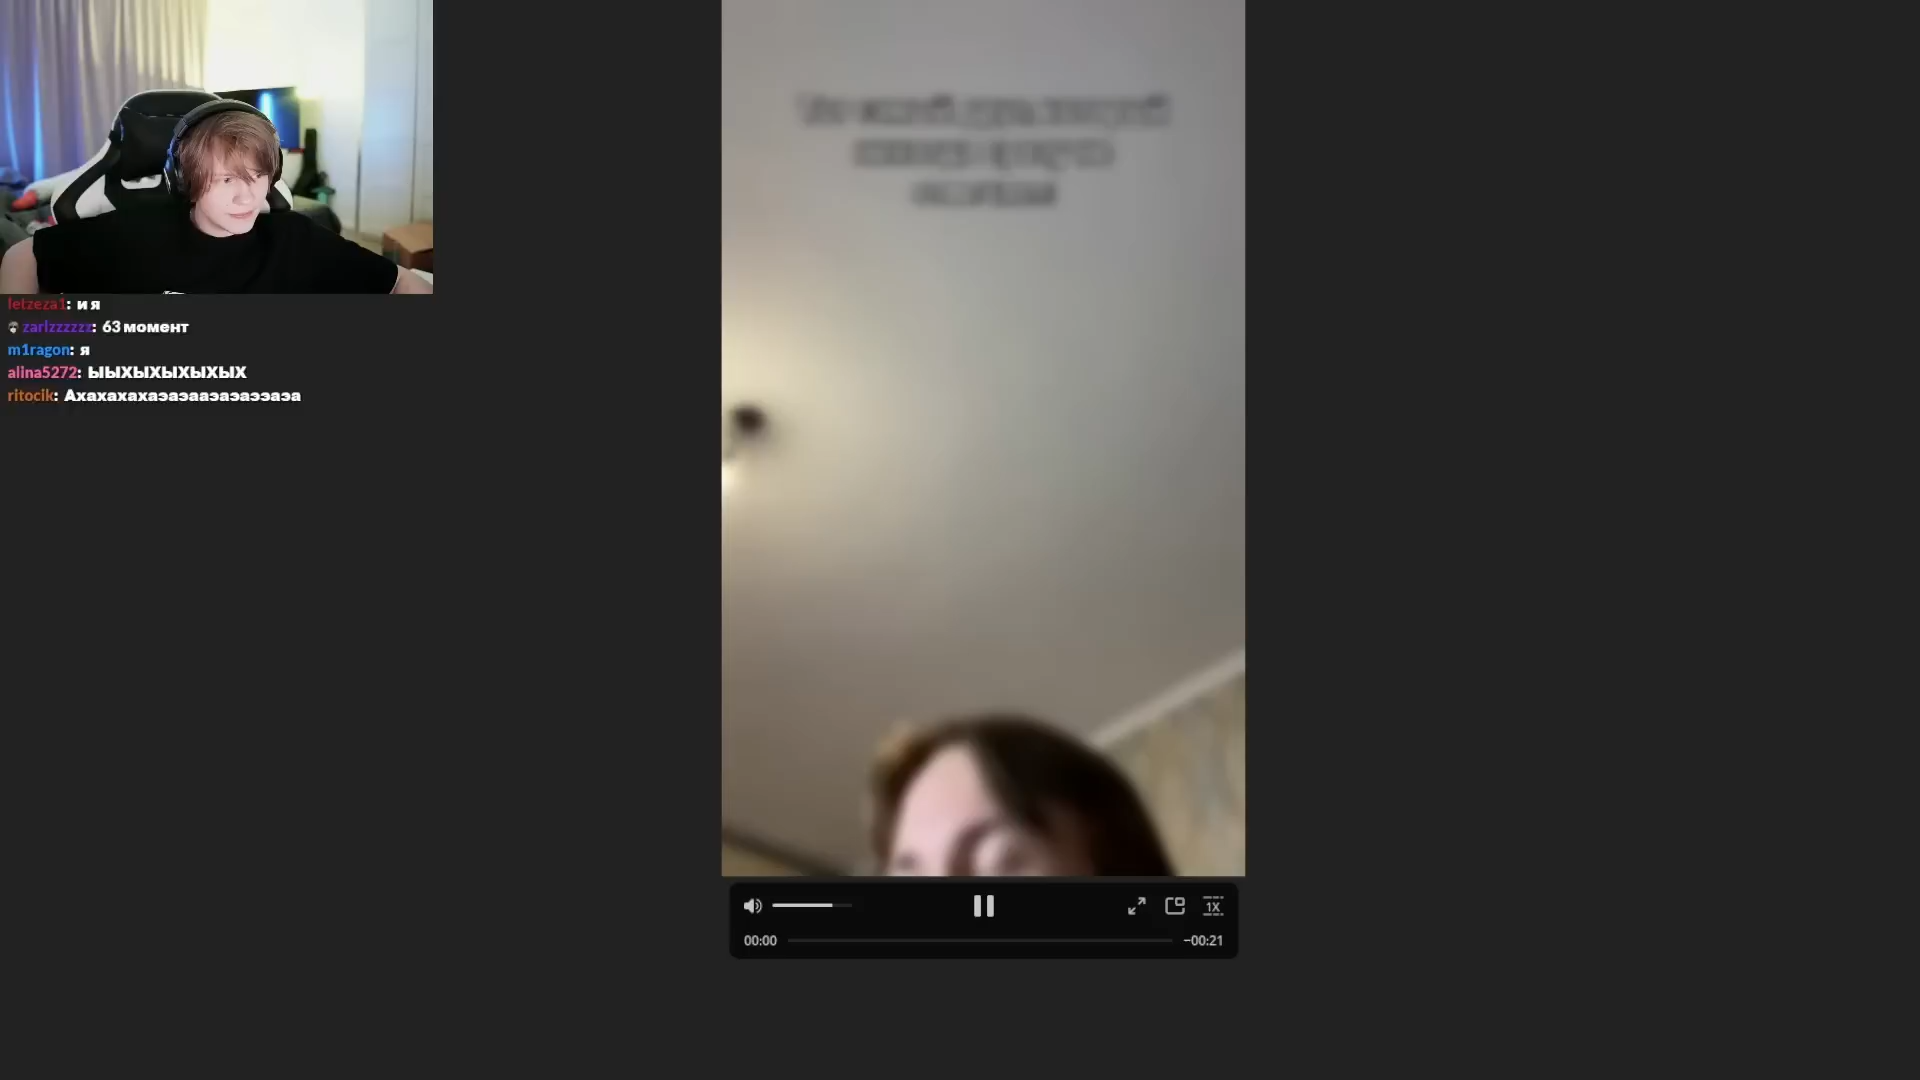 letzeza1: и я
zarlzzzzzz: 63 момент
m1ragon: я
alina5272: ЫЫХЫХЫХЫХЫХ
ritocik: Ахахахахаэаэааэаэаээаэа
1X
00:00
−00:21